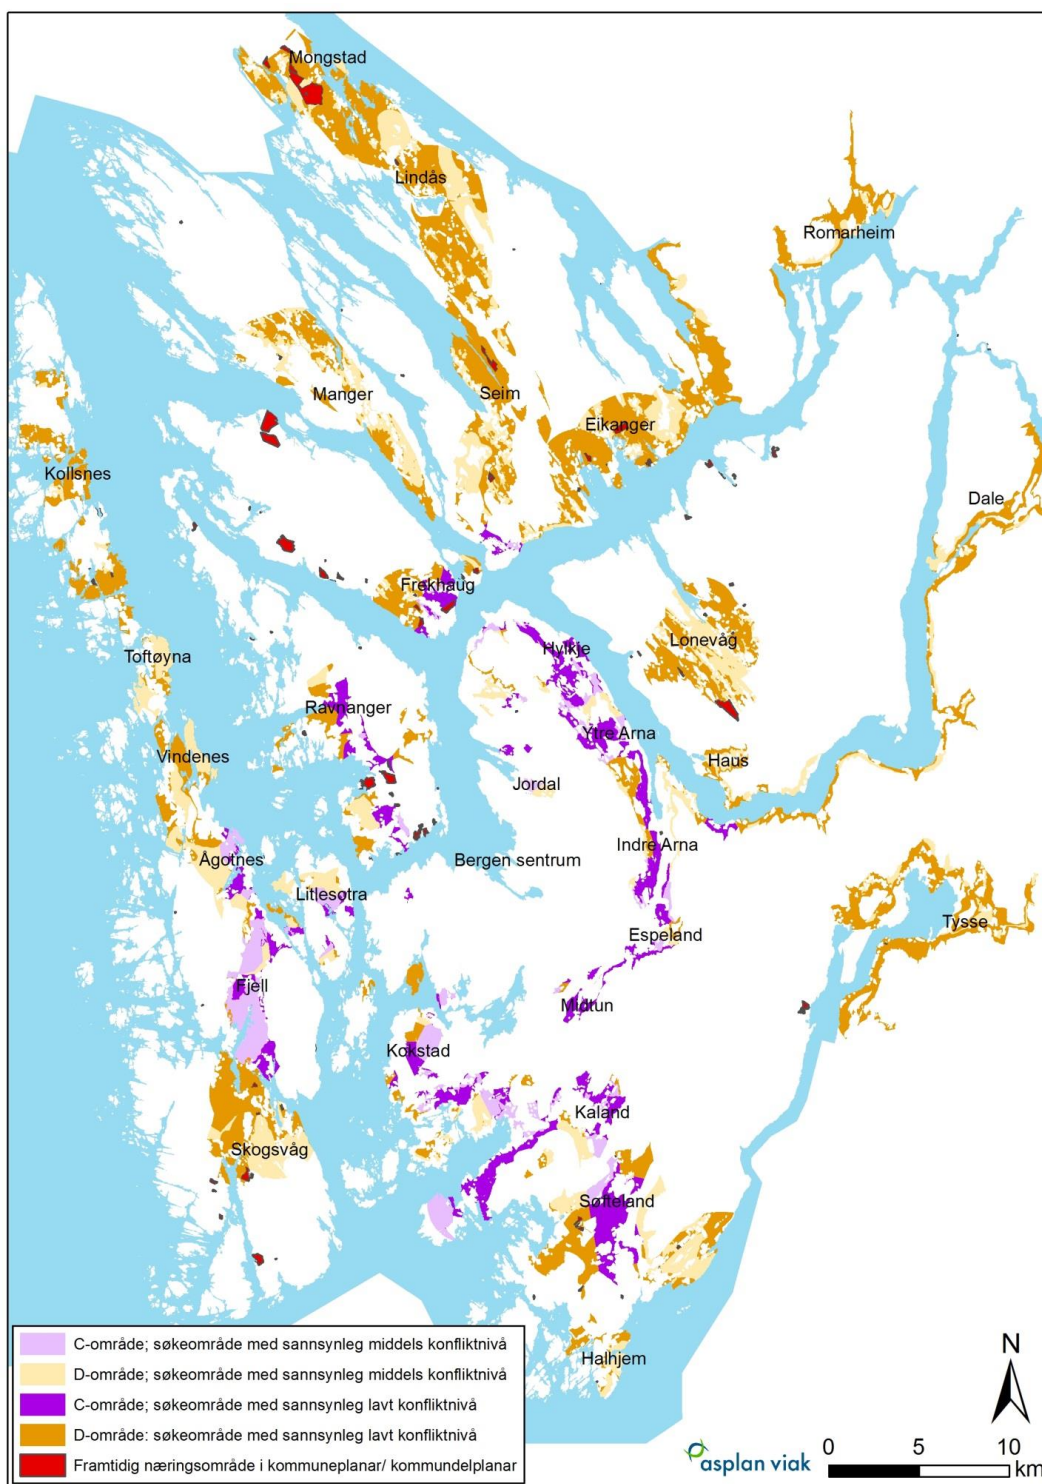 Mongstad
Lindås
Romarheim
Manger
Seim
Eikanger
Kollsnes
Dale
Frekhaug
Toftøyna
Hylkje
Lonevåg
Ravnanger
Ytre Arna
Vindenes
Haus
Jordal
Ågotnes
Bergen sentrum
Indre Arna
Litlesotra
Espeland
Tysse
Fjell
Midtun
Kokstad
Kaland
Skogsvåg
Søfteland
Halhjem
C-område; søkeområde med sannsynleg middels konfliktnivå
D-område; søkeområde med sannsynleg middels konfliktnivå
C-område; søkeområde med sannsynleg lavt konfliktnivå
D-område: søkeområde med sannsynleg lavt konfliktnivå
Framtidig næringsområde i kommuneplanar/ kommundelplanar
N
asplan viak
0 5 10
km